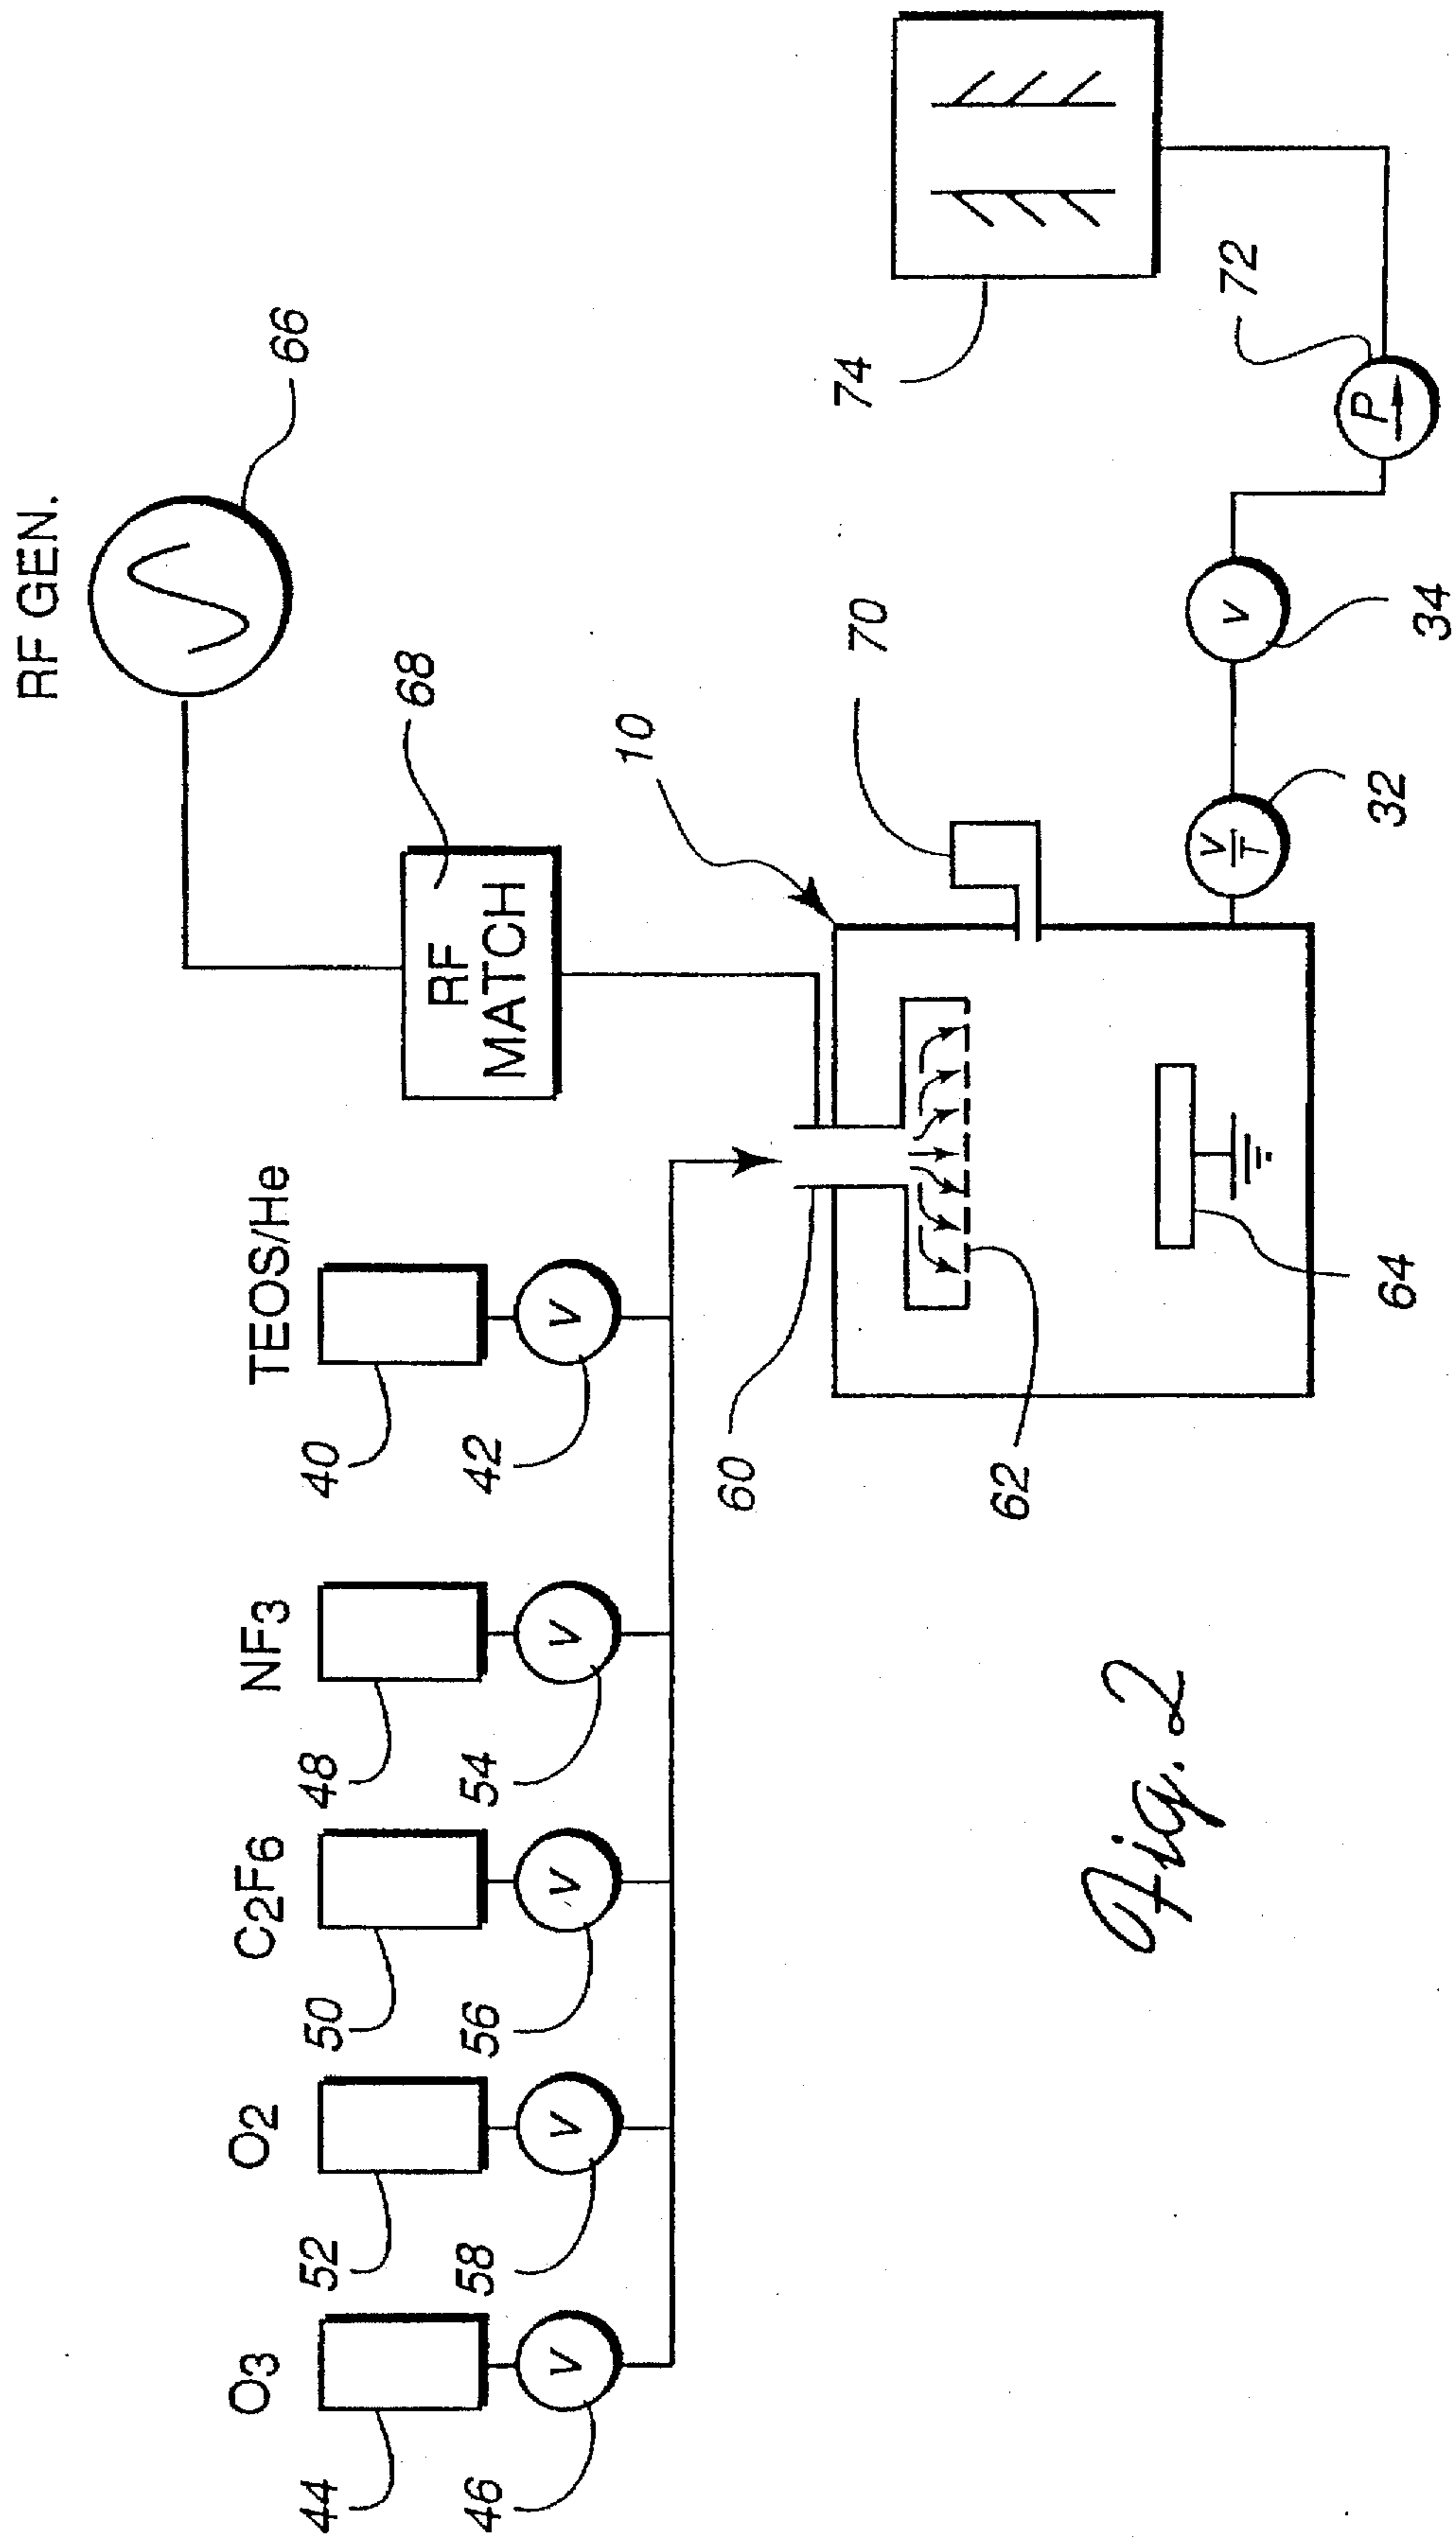 RF GEN.
O3 O2 C2F6 NF3 TEOS/He
66
44 52 50 48 40
68
RF
MATCH
46 58 56 54 42
V V V V V
10
60
70
74
62
Fig. 2
V
T
V
72
P
64
32
34